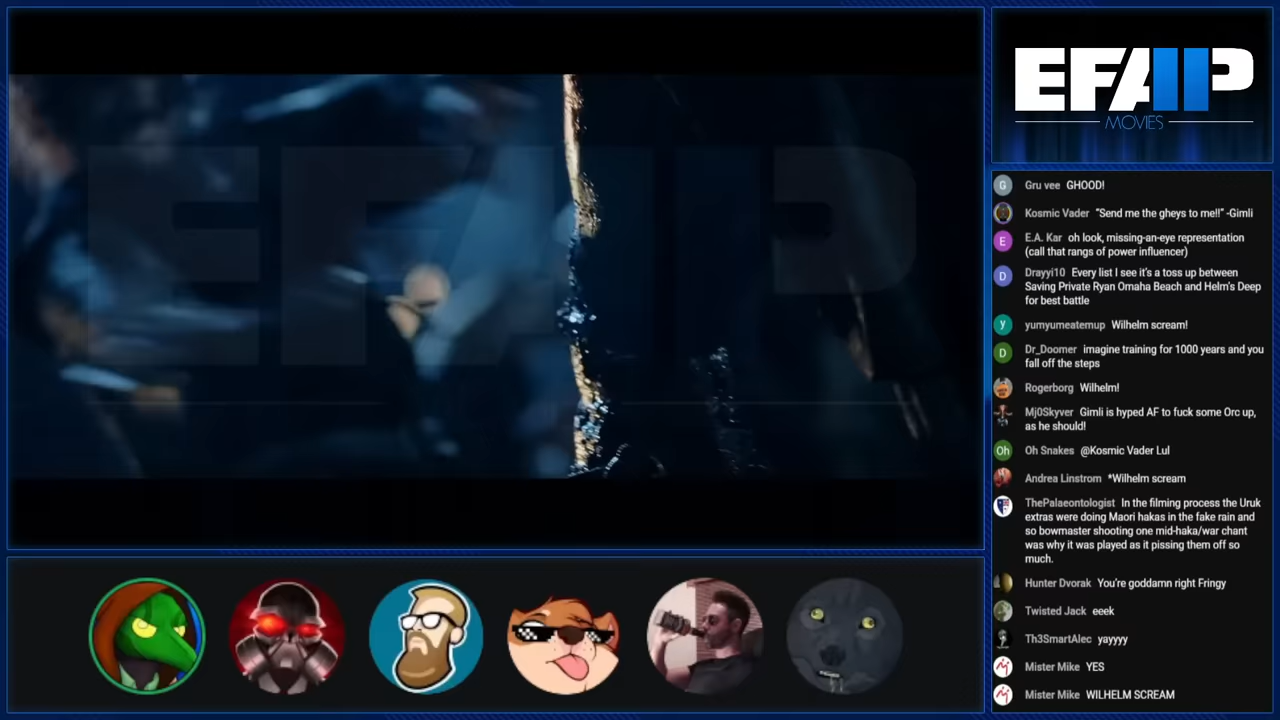 EFAP
MOVIES
EFAP
G
Gru vee GHOOD!
Kosmic Vader “Send me the gheys to me!!” -Gimli
E
E.A. Kar oh look, missing-an-eye representation
(call that rangs of power influencer)
D
Drayyi10 Every list I see it's a toss up between
Saving Private Ryan Omaha Beach and Helm's Deep
for best battle
y
yumyumeatemup Wilhelm scream!
D
Dr_Doomer imagine training for 1000 years and you
fall off the steps
Rogerborg Wilhelm!
Mj0Skyver Gimli is hyped AF to fuck some Orc up,
as he should!
Oh
Oh Snakes @Kosmic Vader Lul
Andrea Linstrom *Wilhelm scream
ThePalaeontologist In the filming process the Uruk
extras were doing Maori hakas in the fake rain and
so bowmaster shooting one mid-haka/war chant
was why it was played as it pissing them off so
much.
Hunter Dvorak You're goddamn right Fringy
Twisted Jack eeek
Th3SmartAlec yayyyy
Mister Mike YES
Mister Mike WILHELM SCREAM